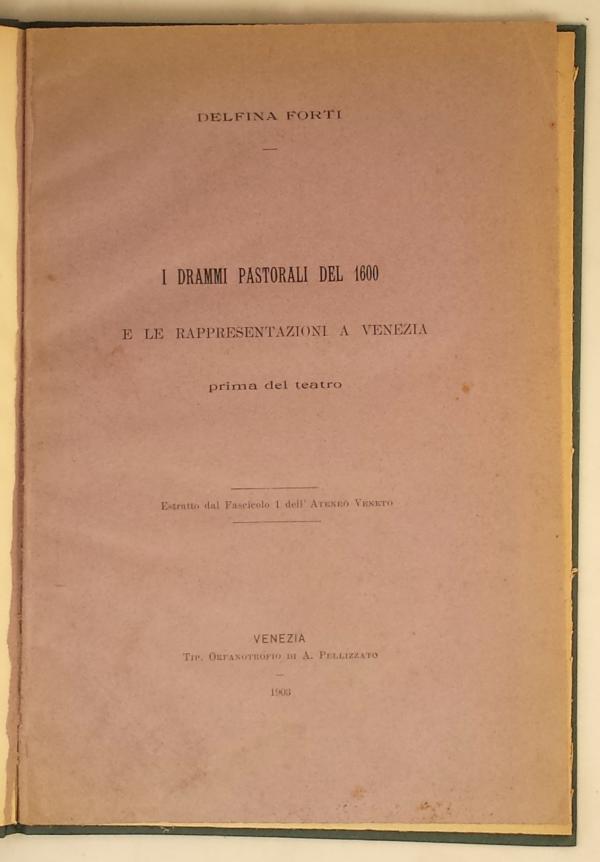 DELFINA FORTI
I DRAMMI PASTORALI DEL 1600
E LE RAPPRESENTAZIONI A VENEZIA
prima del teatro
Estratto dal Fascicolo 1 dell' ATENEO VENETO
VENEZIA
TIP. ORFANOTROFIO DI A. PELLIZZATO
1903